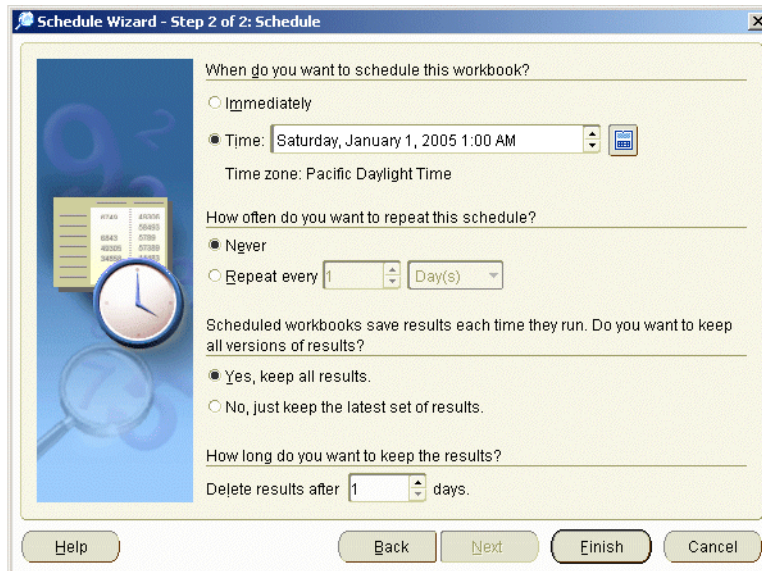 Schedule Wizard - Step 2 of 2: Schedule
When do you want to schedule this workbook?
Immediately
Time: Saturday, January 1, 2005 1:00 AM
Time zone: Pacific Daylight Time
How often do you want to repeat this schedule?
Never
Repeat every 1 Day(s)
Scheduled workbooks save results each time they run. Do you want to keep
all versions of results?
Yes, keep all results.
No, just keep the latest set of results.
How long do you want to keep the results?
Delete results after 1 days.
Help Back Next Finish Cancel